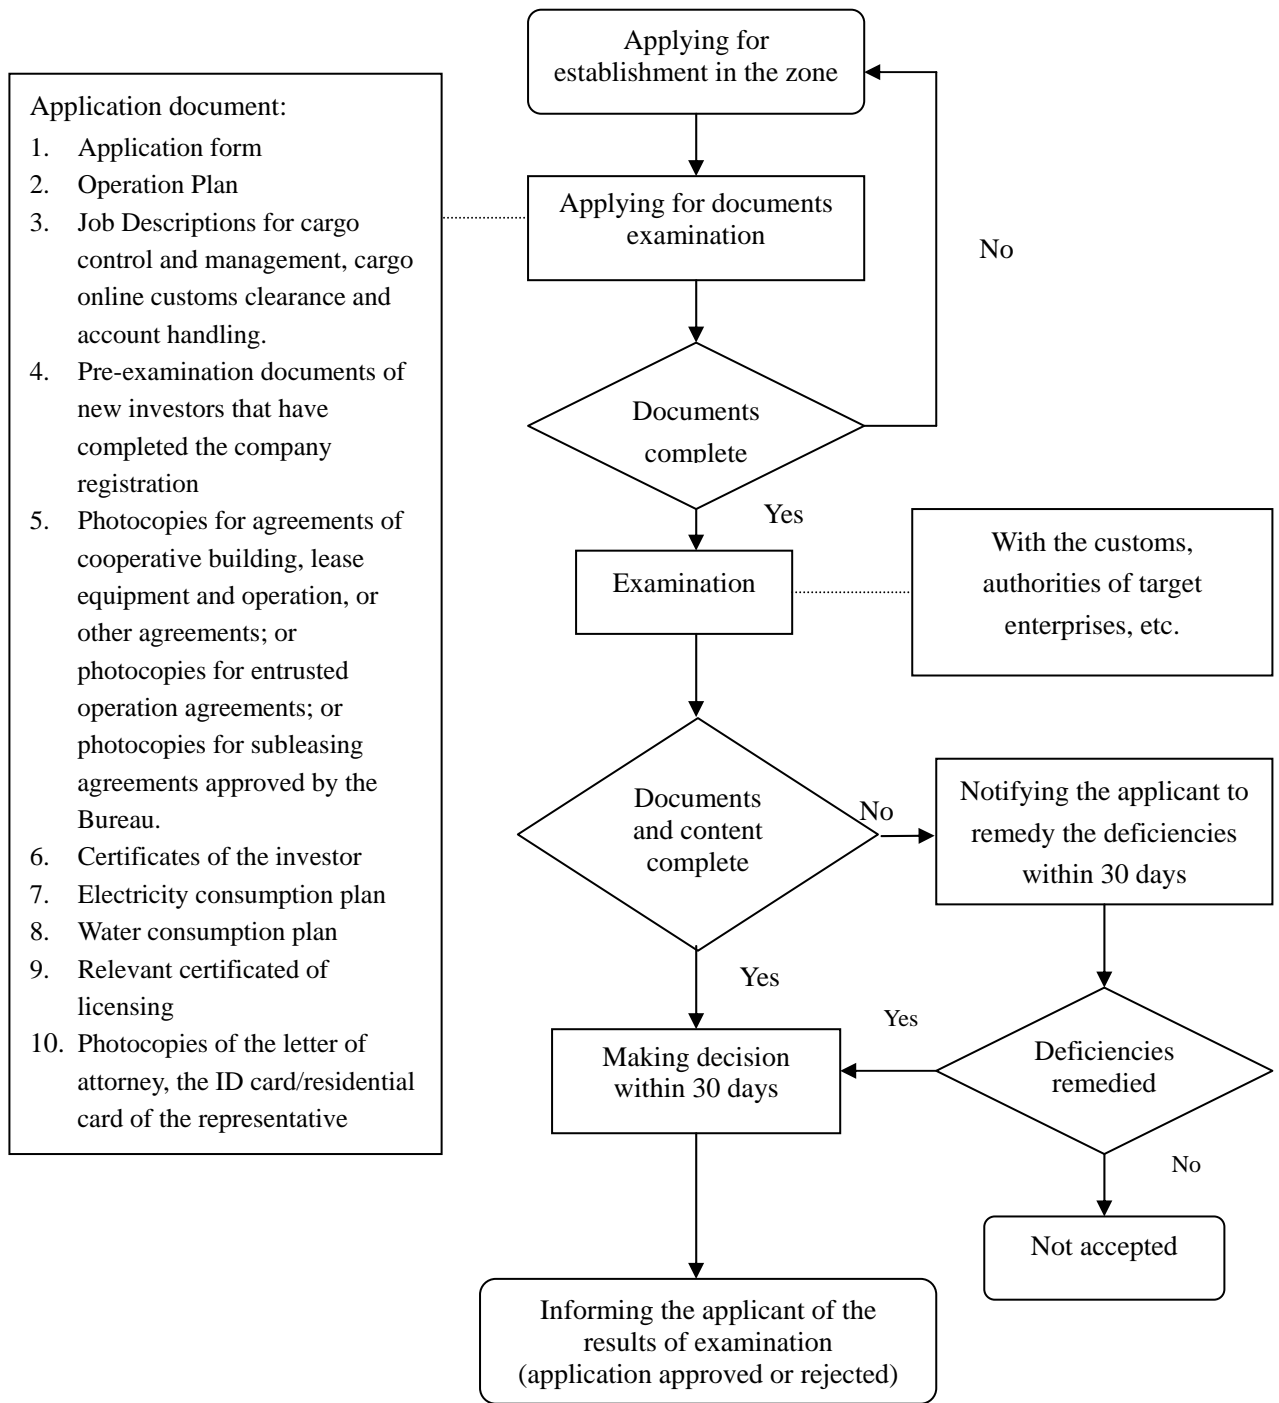 Applying for
establishment in the zone
Application document:
1. Application form
2. Operation Plan
3. Job Descriptions for cargo
control and management, cargo
online customs clearance and
account handling.
4. Pre-examination documents of
new investors that have
completed the company
registration
5. Photocopies for agreements of
cooperative building, lease
equipment and operation, or
other agreements; or
photocopies for entrusted
operation agreements; or
photocopies for subleasing
agreements approved by the
Bureau.
6. Certificates of the investor
7. Electricity consumption plan
8. Water consumption plan
9. Relevant certificated of
licensing
10. Photocopies of the letter of
attorney, the ID card/residential
card of the representative
Applying for documents
examination
No
Documents
complete
Yes
Examination
With the customs,
authorities of target
enterprises, etc.
Documents
and content
complete
No
Notifying the applicant to
remedy the deficiencies
within 30 days
Yes
Yes
Making decision
within 30 days
Deficiencies
remedied
No
Not accepted
Informing the applicant of the
results of examination
(application approved or rejected)